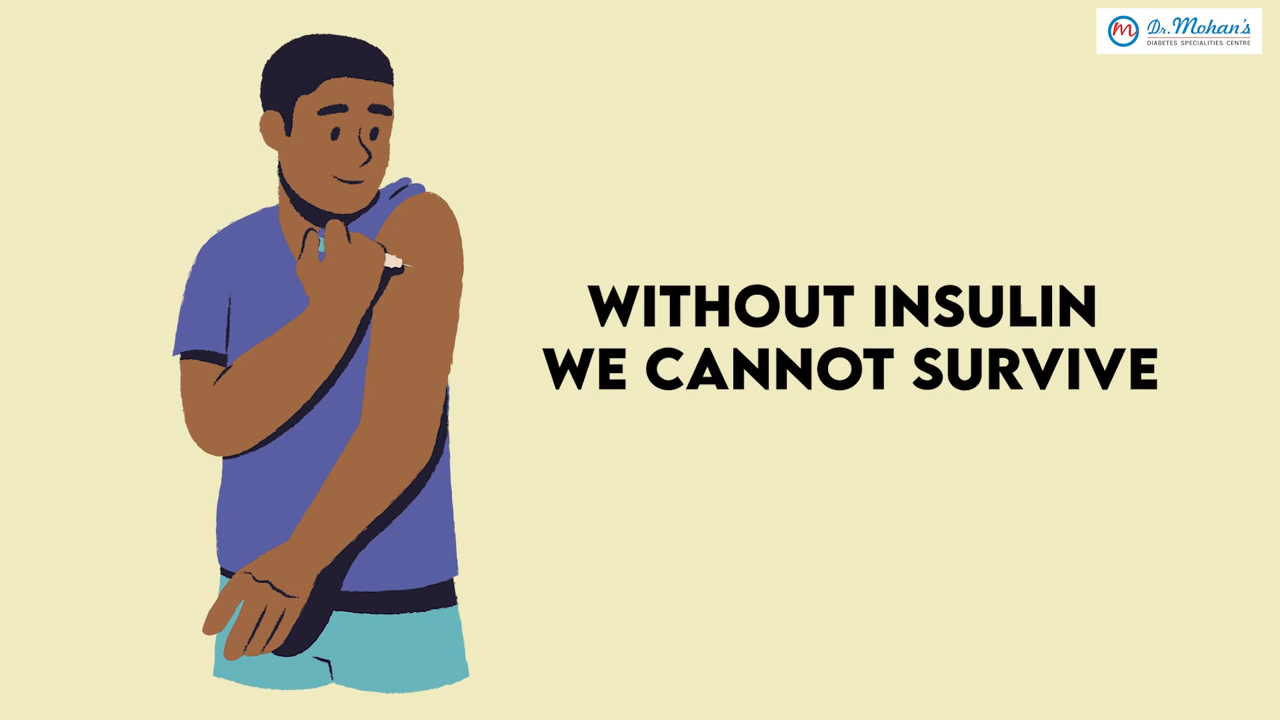 Dr. Mohan's
DIABETES SPECIALITIES CENTRE
WITHOUT INSULIN
WE CANNOT SURVIVE